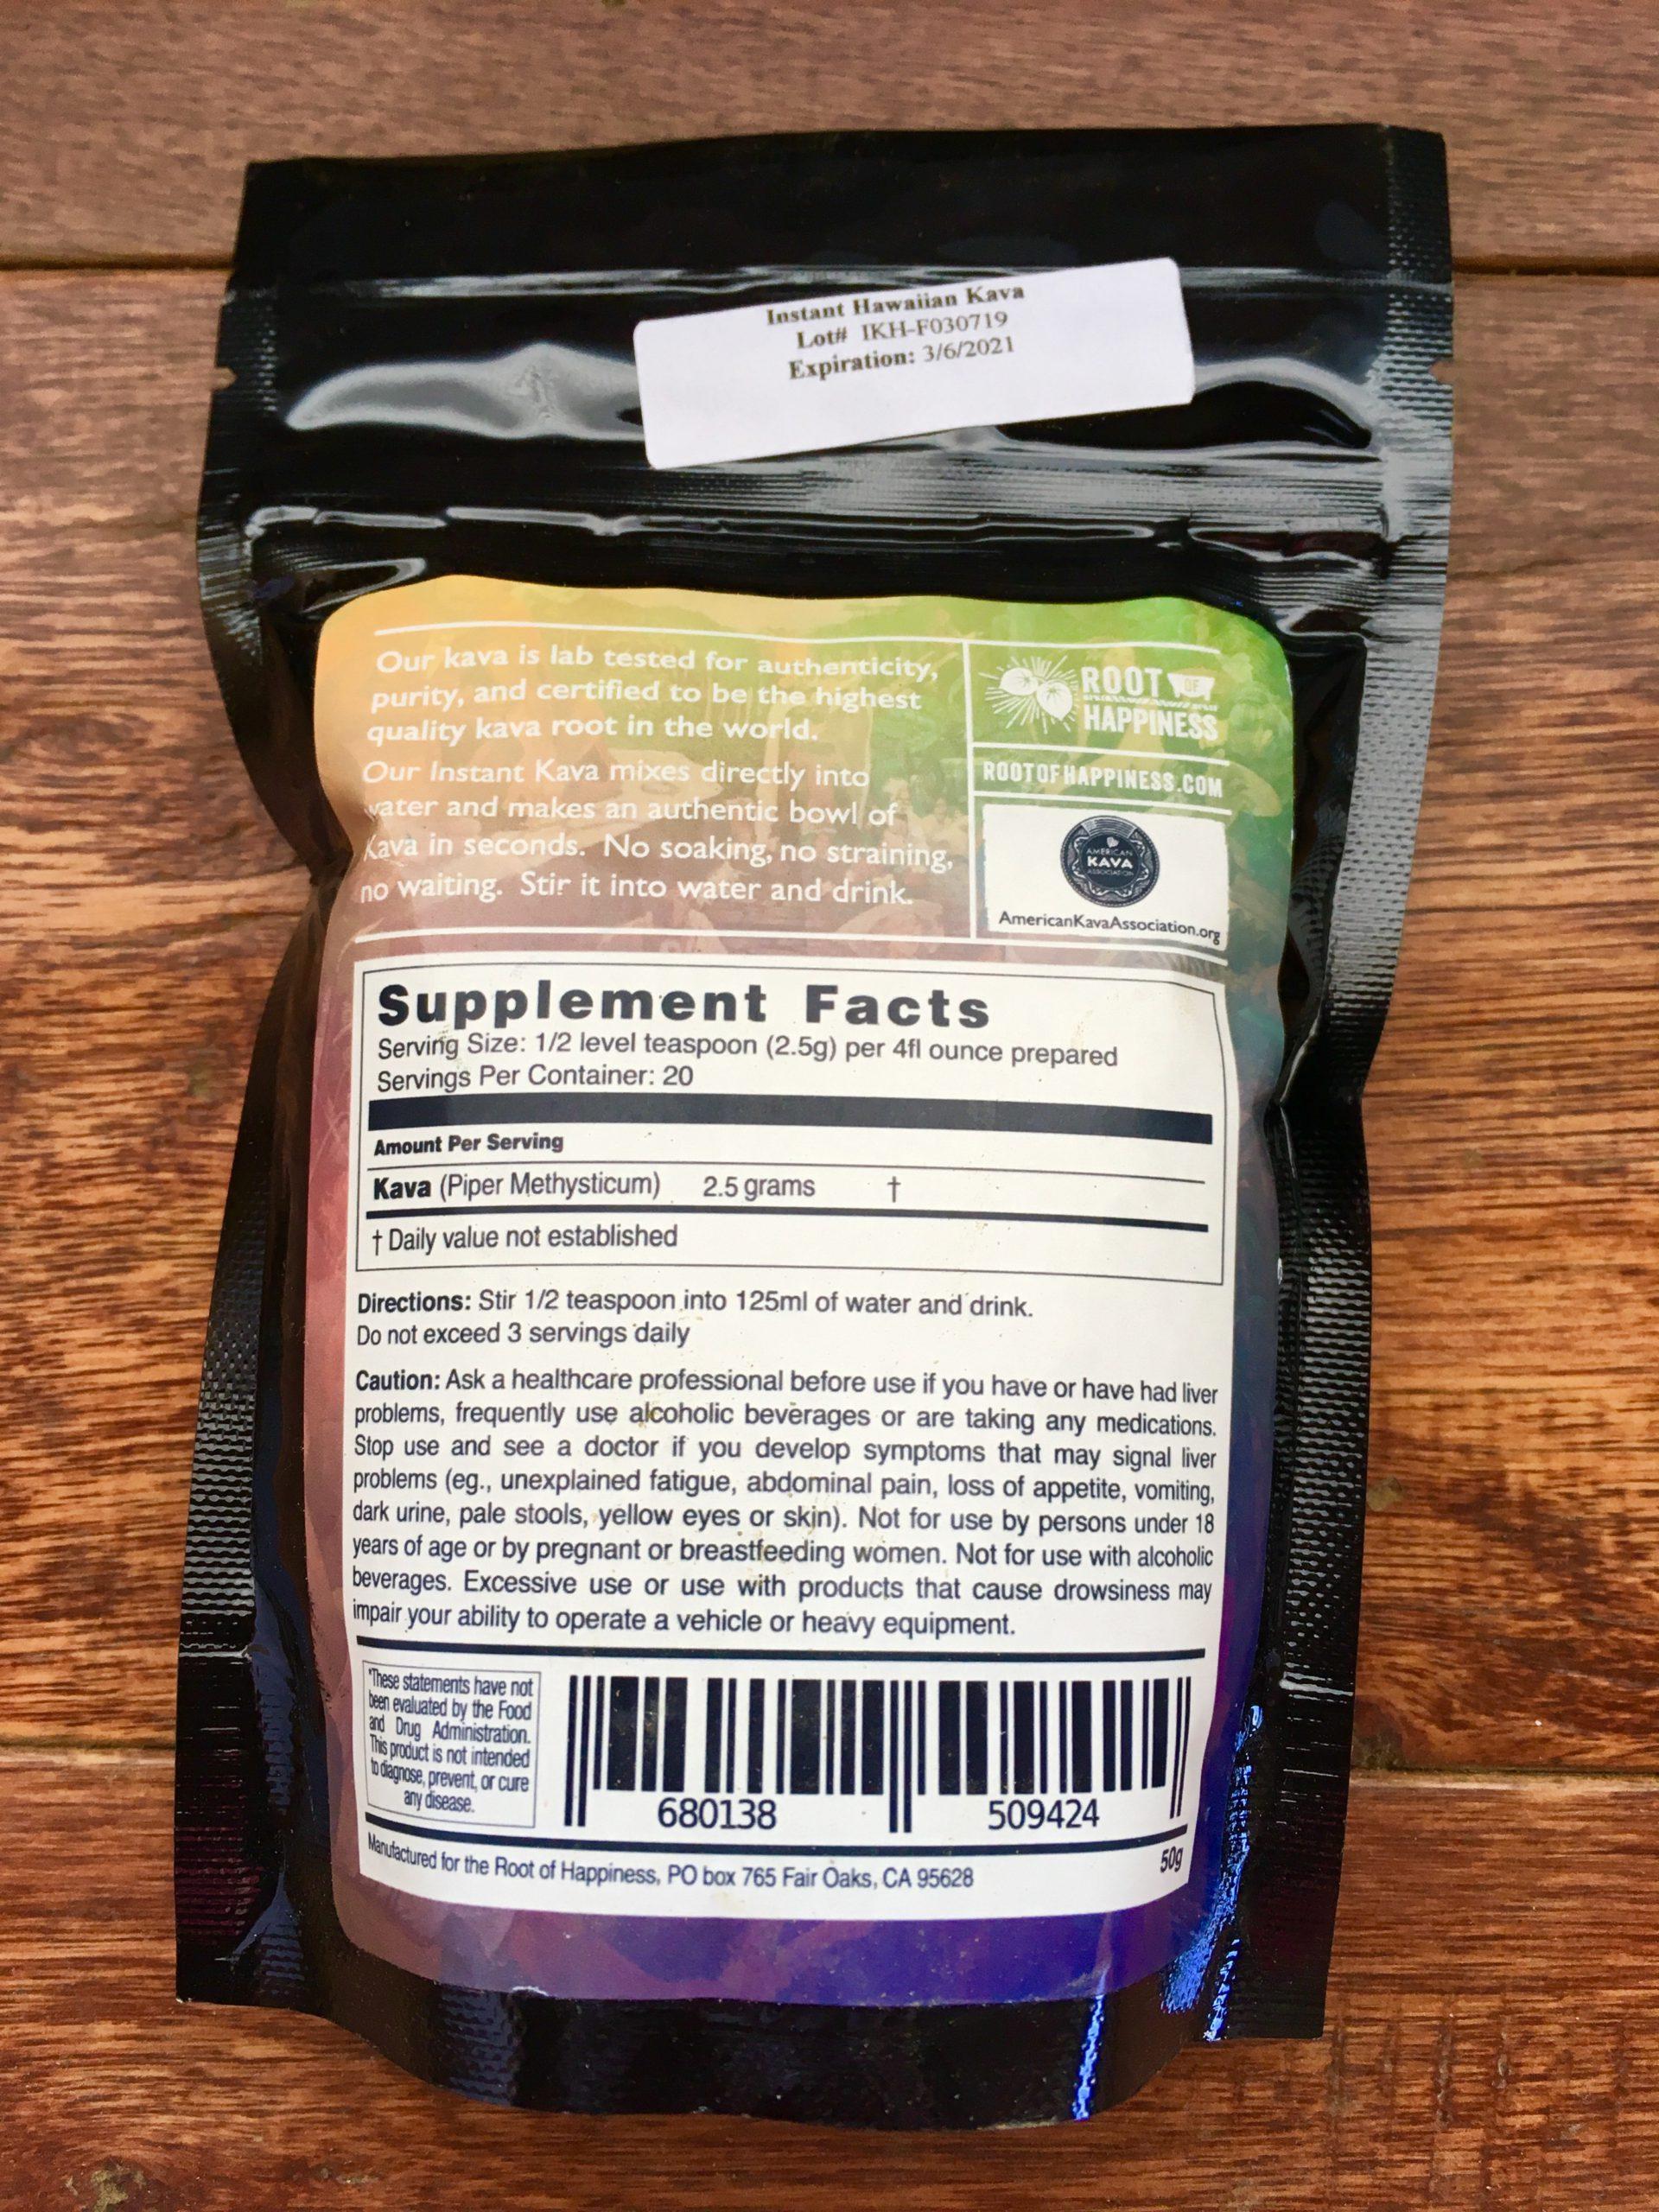 Instant Hawaiian Kava
Lot# IKH-F030719
Expiration: 3/6/2021
Our kava is lab tested for authenticity,
purity, and certified to be the highest
quality kava root in the world.
Our Instant Kava mixes directly into
water and makes an authentic bowl of
Kava in seconds. No soaking, no straining,
no waiting. Stir it into water and drink.
ROOT OF
HAPPINESS
ROOTOFHAPPINESS.COM
AMERICAN
KAVA
ASSOCIATION
AmericanKavaAssociation.org
Supplement Facts
Serving Size: 1/2 level teaspoon (2.5g) per 4fl ounce prepared
Servings Per Container: 20
Amount Per Serving
Kava (Piper Methysticum) 2.5 grams †
† Daily value not established
Directions: Stir 1/2 teaspoon into 125ml of water and drink.
Do not exceed 3 servings daily
Caution: Ask a healthcare professional before use if you have or have had liver
problems, frequently use alcoholic beverages or are taking any medications.
Stop use and see a doctor if you develop symptoms that may signal liver
problems (eg., unexplained fatigue, abdominal pain, loss of appetite, vomiting,
dark urine, pale stools, yellow eyes or skin). Not for use by persons under 18
years of age or by pregnant or breastfeeding women. Not for use with alcoholic
beverages. Excessive use or use with products that cause drowsiness may
impair your ability to operate a vehicle or heavy equipment.
*These statements have not
been evaluated by the Food
and Drug Administration.
This product is not intended
to diagnose, prevent, or cure
any disease.
680138 509424
Manufactured for the Root of Happiness, PO box 765 Fair Oaks, CA 95628
50g